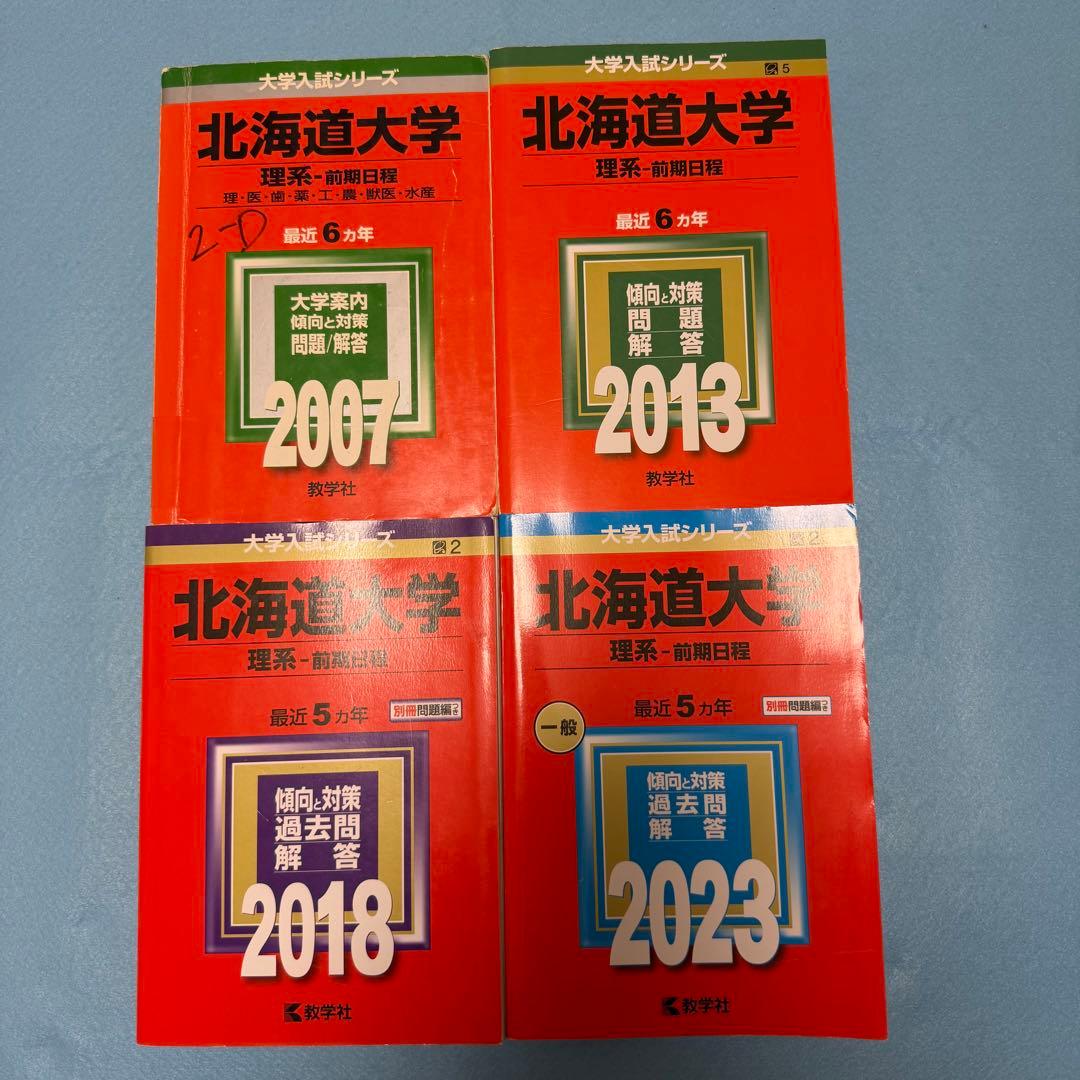 大学入試シリーズ
北海道大学
理系-前期日程
理・医・歯・薬・工・農・獣医・水産
2-D
最近6カ年
大学案内
傾向と対策
問題/解答
2007
教学社
大学入試シリーズ
5
北海道大学
理系-前期日程
最近6カ年
傾向と対策
問題
解答
2013
教学社
大学入試シリーズ
2
北海道大学
理系-前期日程
最近5カ年
別冊問題編つき
傾向と対策
過去問
解答
2018
教学社
大学入試シリーズ
2
北海道大学
理系-前期日程
最近5カ年
別冊問題編つき
一般
傾向と対策
過去問
解答
2023
教学社